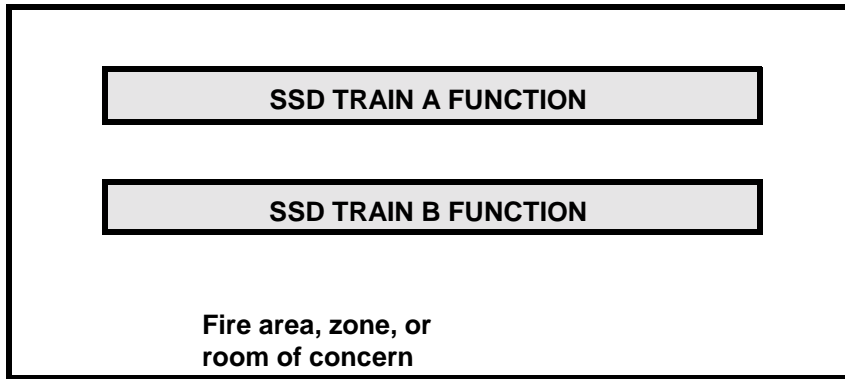 SSD TRAIN A FUNCTION
SSD TRAIN B FUNCTION
Fire area, zone, or
room of concern